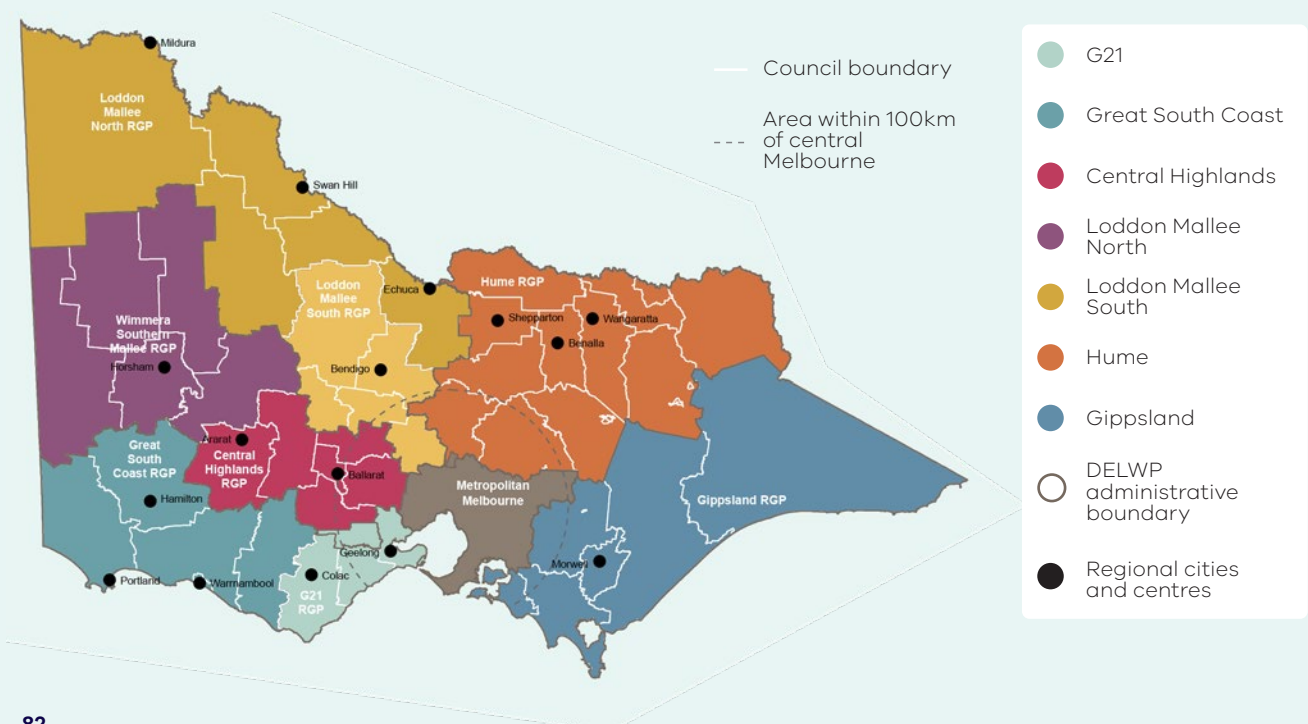 Mildura
Loddon
Mallee
North RGP
Swan Hill
Loddon
Mallee
South RGP
Echuca
Hume RGP
Shepparton
Wangaratta
Benalla
Wimmera
Southern
Mallee RGP
Horsham
Bendigo
Ararat
Great
South
Coast RGP
Central
Highlands
RGP
Ballarat
Hamilton
Metropolitan
Melbourne
Gippsland RGP
Geelong
Morwell
Portland
Warrnambool
Colac
G21
RGP
Council boundary
Area within 100km
of central
Melbourne
G21
Great South Coast
Central Highlands
Loddon Mallee
North
Loddon Mallee
South
Hume
Gippsland
DELWP
administrative
boundary
Regional cities
and centres
82